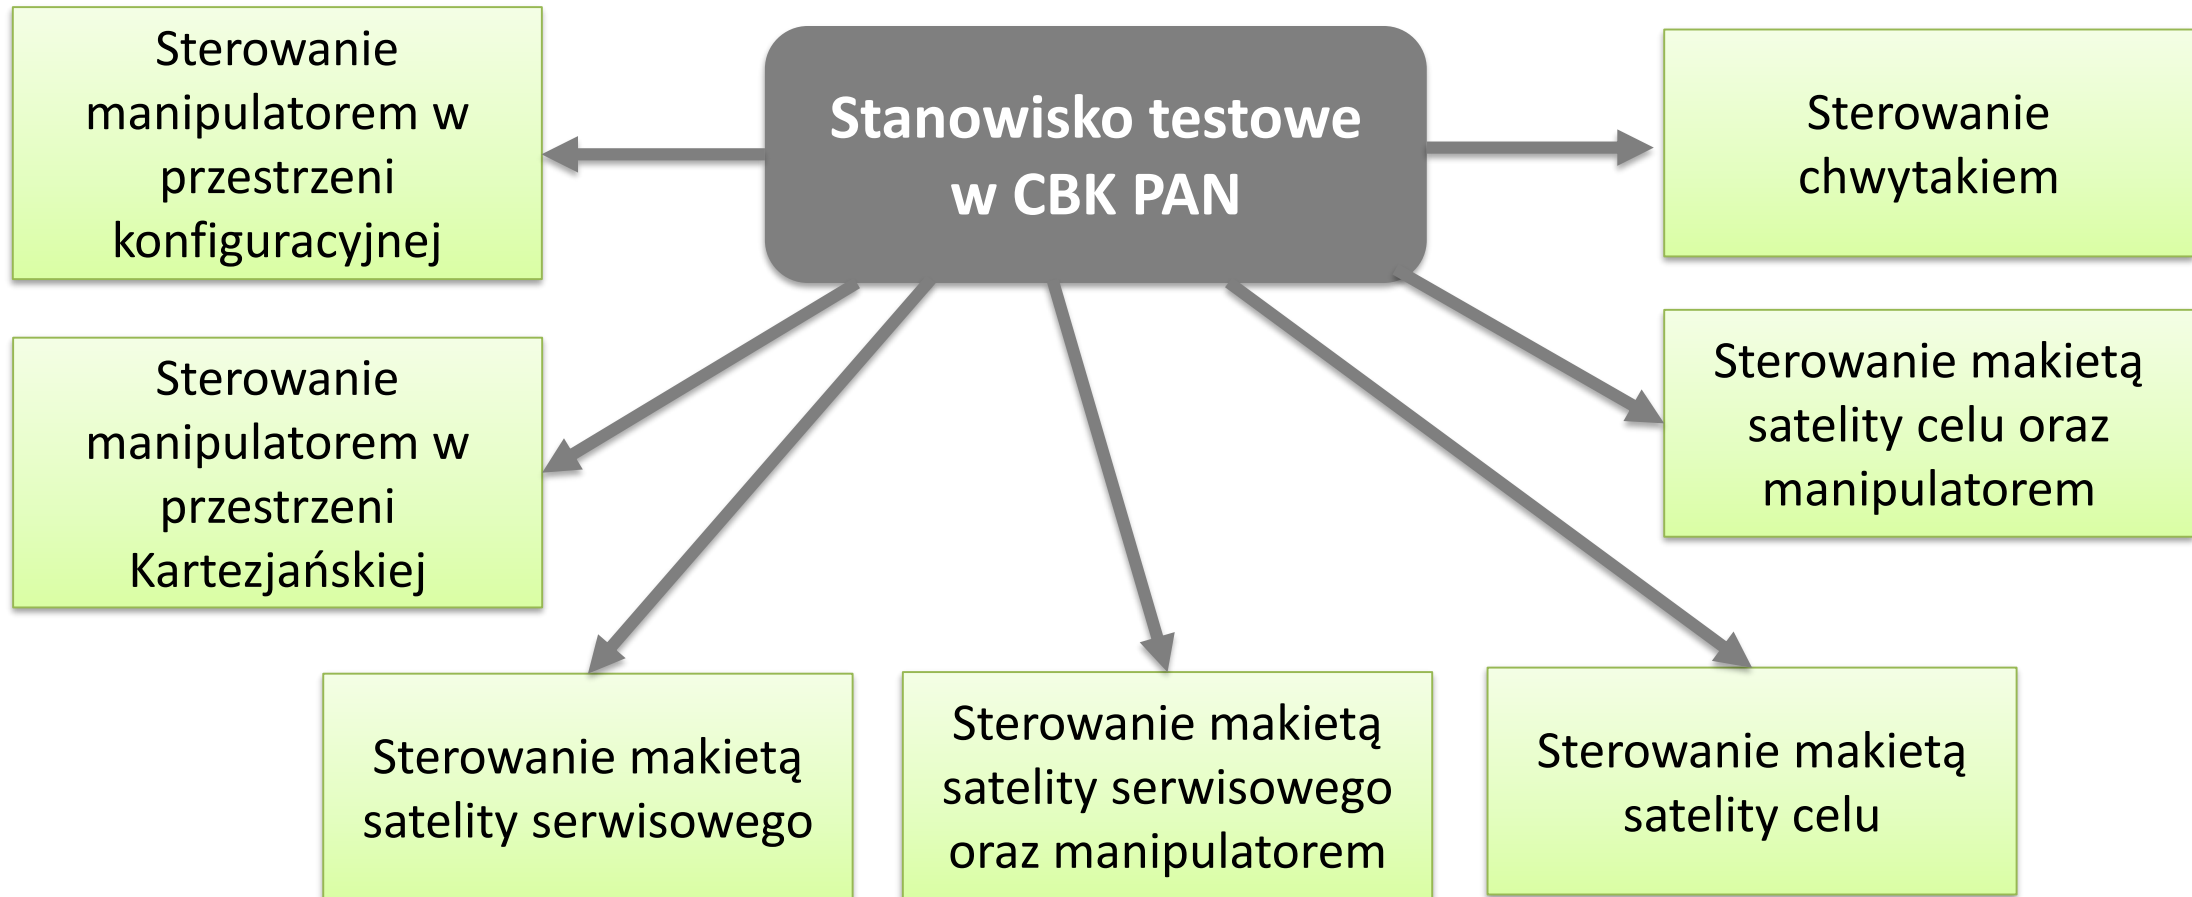 Sterowanie
manipulatorem w
przestrzeni
konfiguracyjnej
Stanowisko testowe
w CBK PAN
Sterowanie
chwytakiem
Sterowanie
manipulatorem w
przestrzeni
Kartezjańskiej
Sterowanie makietą
satelity celu oraz
manipulatorem
Sterowanie makietą
satelity serwisowego
Sterowanie makietą
satelity serwisowego
oraz manipulatorem
Sterowanie makietą
satelity celu